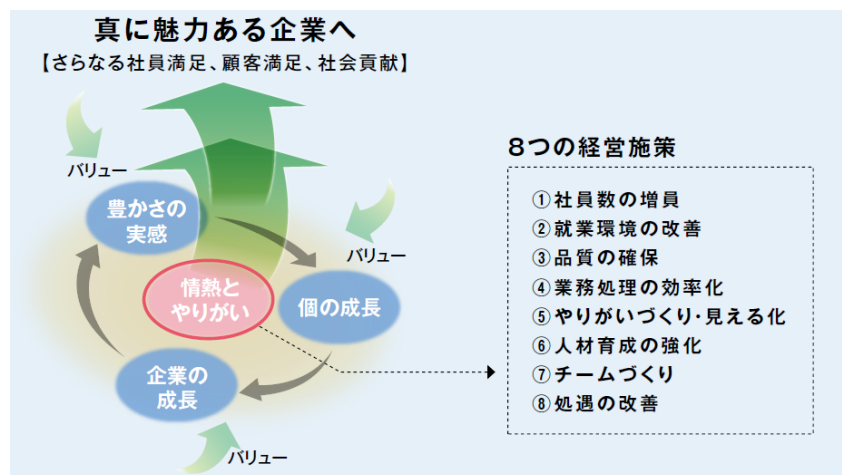 真に魅力ある企業へ
【さらなる社員満足、顧客満足、社会貢献】
バリュー
豊かさの
実感
バリュー
情熱と
やりがい
個の成長
企業の
成長
バリュー
8つの経営施策
①社員数の増員
②就業環境の改善
③品質の確保
④業務処理の効率化
⑤やりがいづくり・見える化
⑥人材育成の強化
⑦チームづくり
⑧処遇の改善